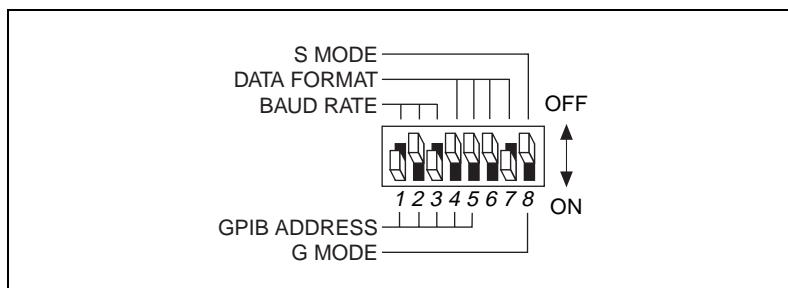 S MODE
DATA FORMAT
BAUD RATE
OFF
1 2 3 4 5 6 7 8
ON
GPIB ADDRESS
G MODE